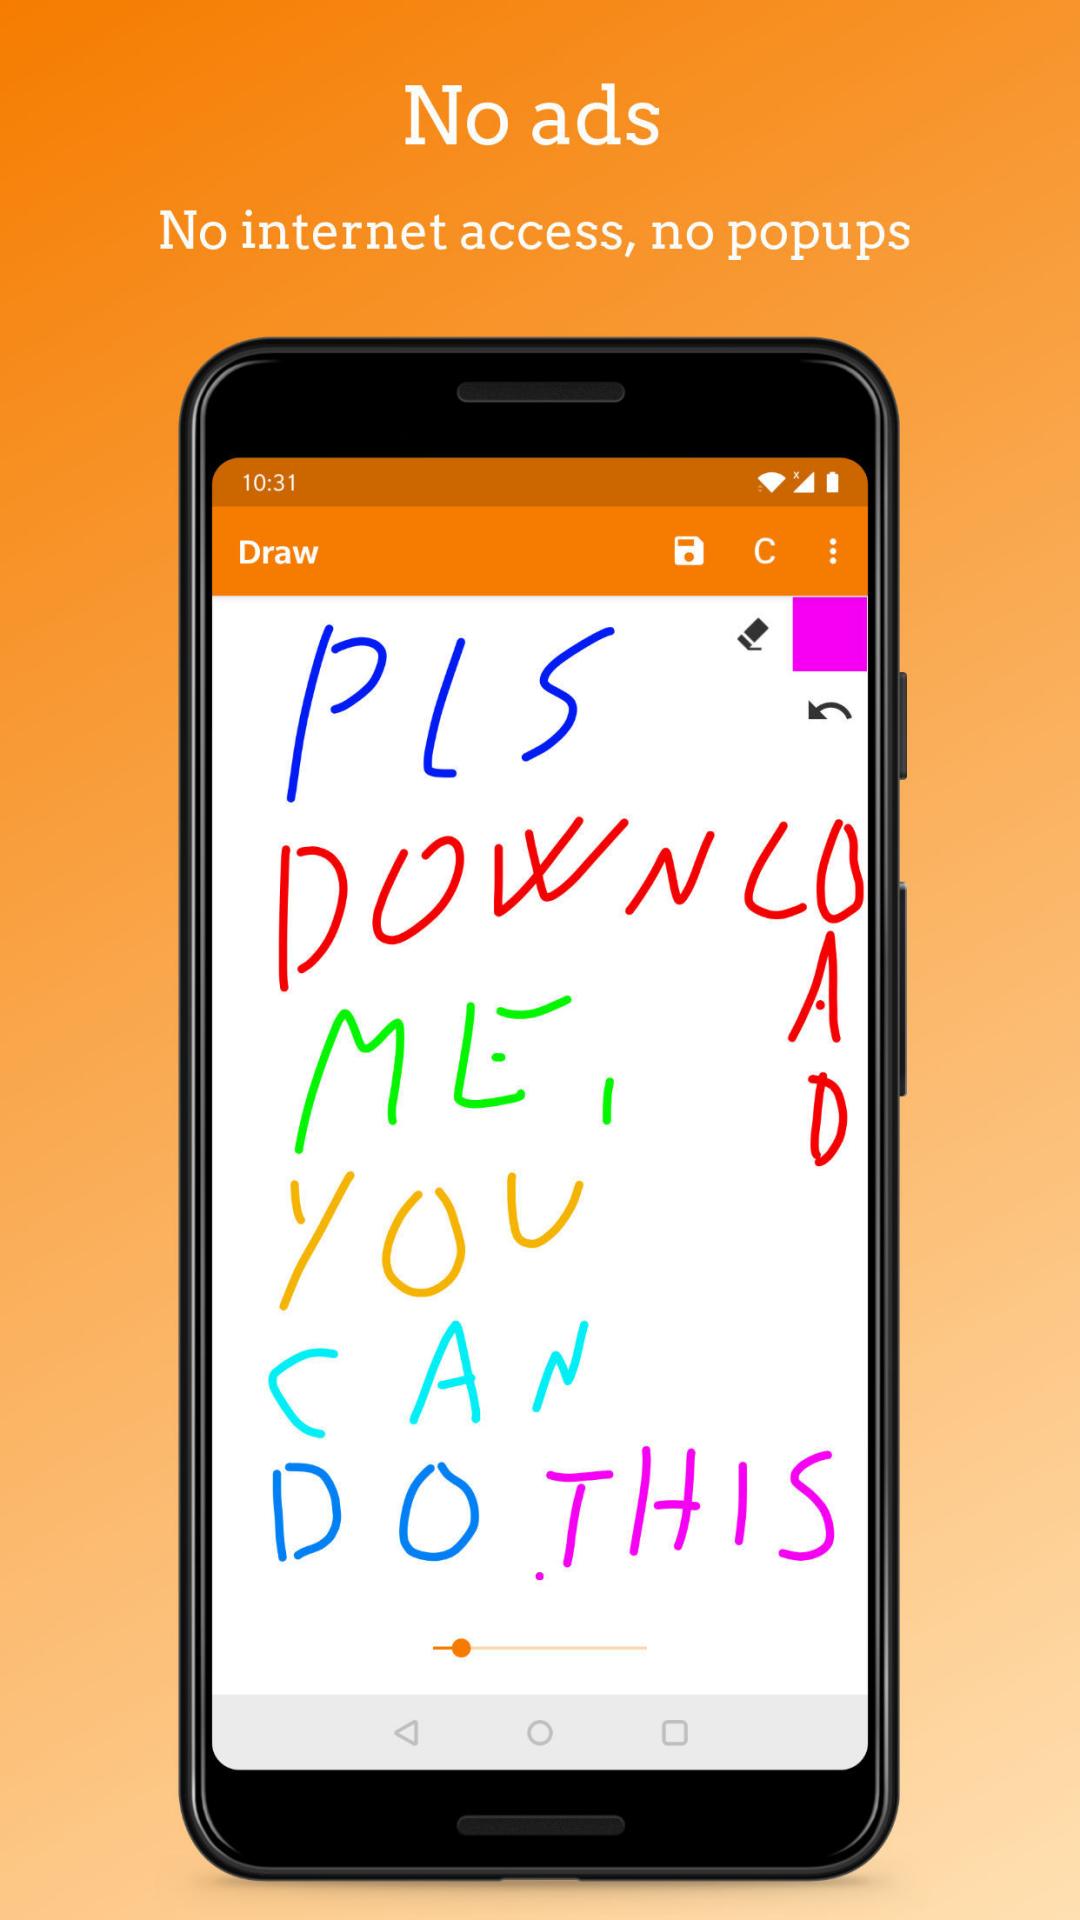 No ads
No internet access, no popups
10:31
Draw
C
PLS
DOWNLOAD
ME,
YOU
CAN
DO THIS